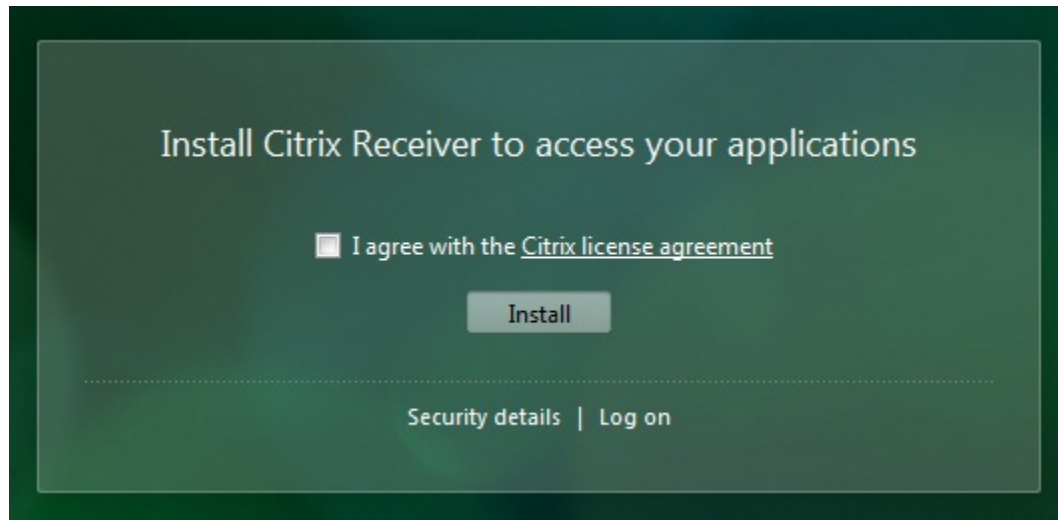 Install Citrix Receiver to access your applications
I agree with the Citrix license agreement
Install
Security details | Log on